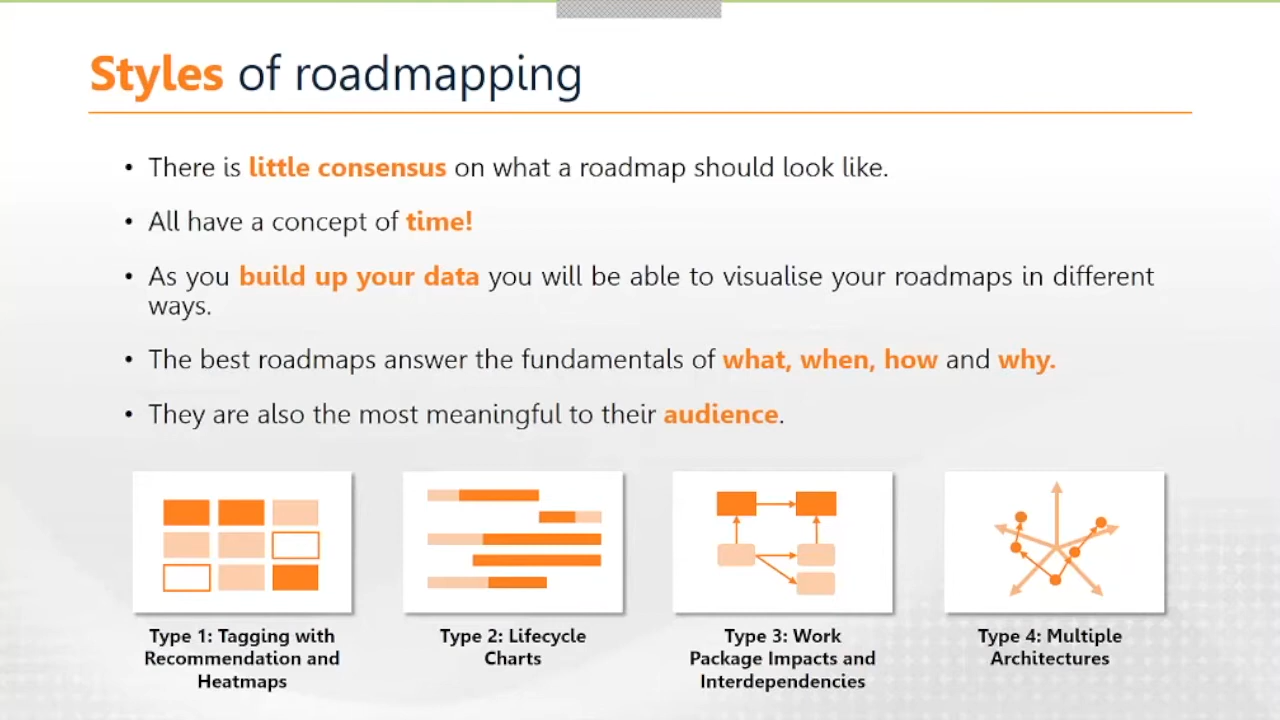 Styles of roadmapping
• There is little consensus on what a roadmap should look like.
• All have a concept of time!
• As you build up your data you will be able to visualise your roadmaps in different
ways.
• The best roadmaps answer the fundamentals of what, when, how and why.
• They are also the most meaningful to their audience.
Type 1: Tagging with
Recommendation and
Heatmaps
Type 2: Lifecycle
Charts
Type 3: Work
Package Impacts and
Interdependencies
Type 4: Multiple
Architectures